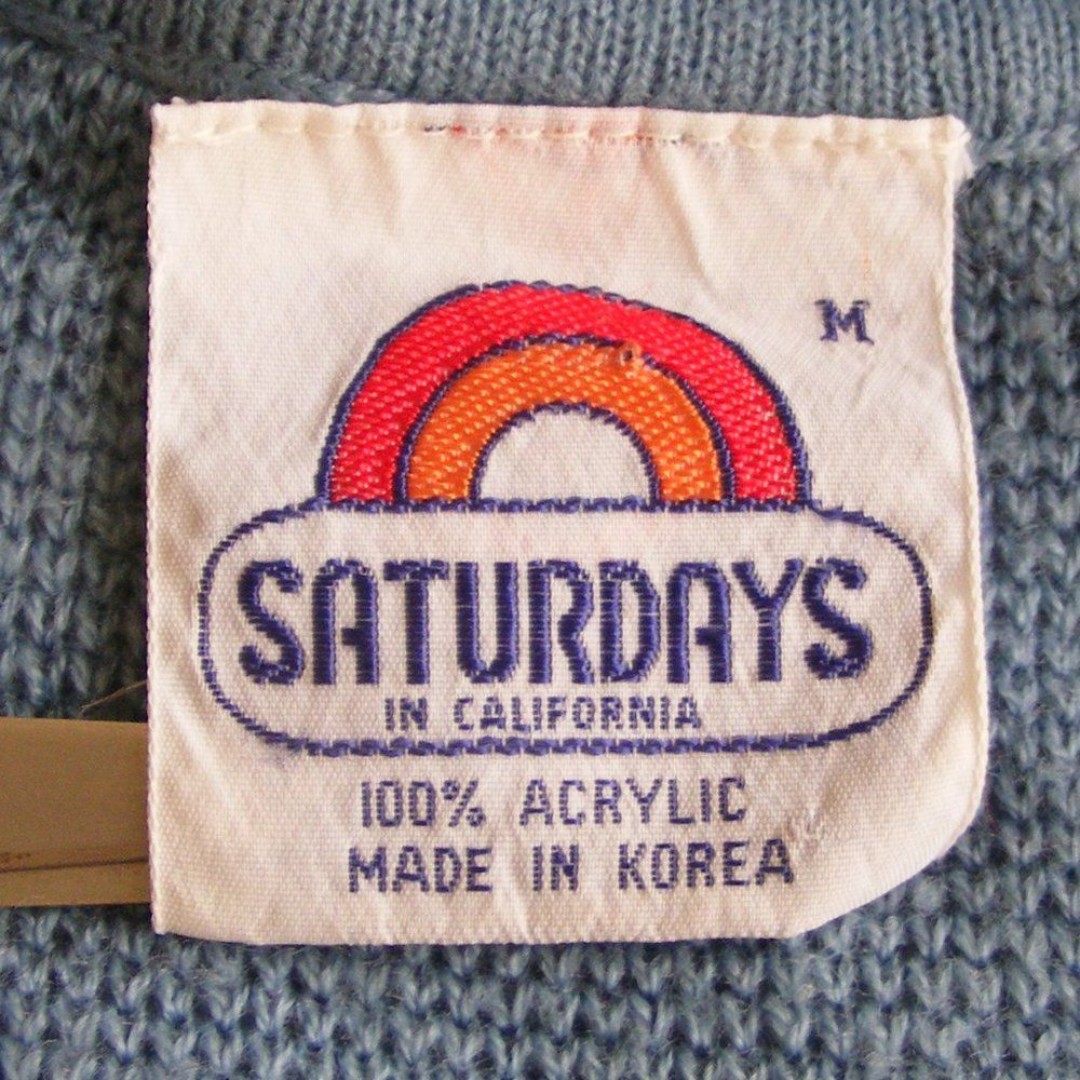 M
SATURDAYS
IN CALIFORNIA
100% ACRYLIC
MADE IN KOREA